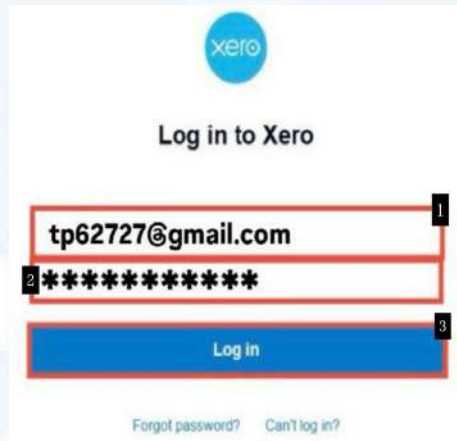 xero
Log in to Xero
1
tp62727@gmail.com
2 ***********
3
Log in
Forgot password? Can't log in?